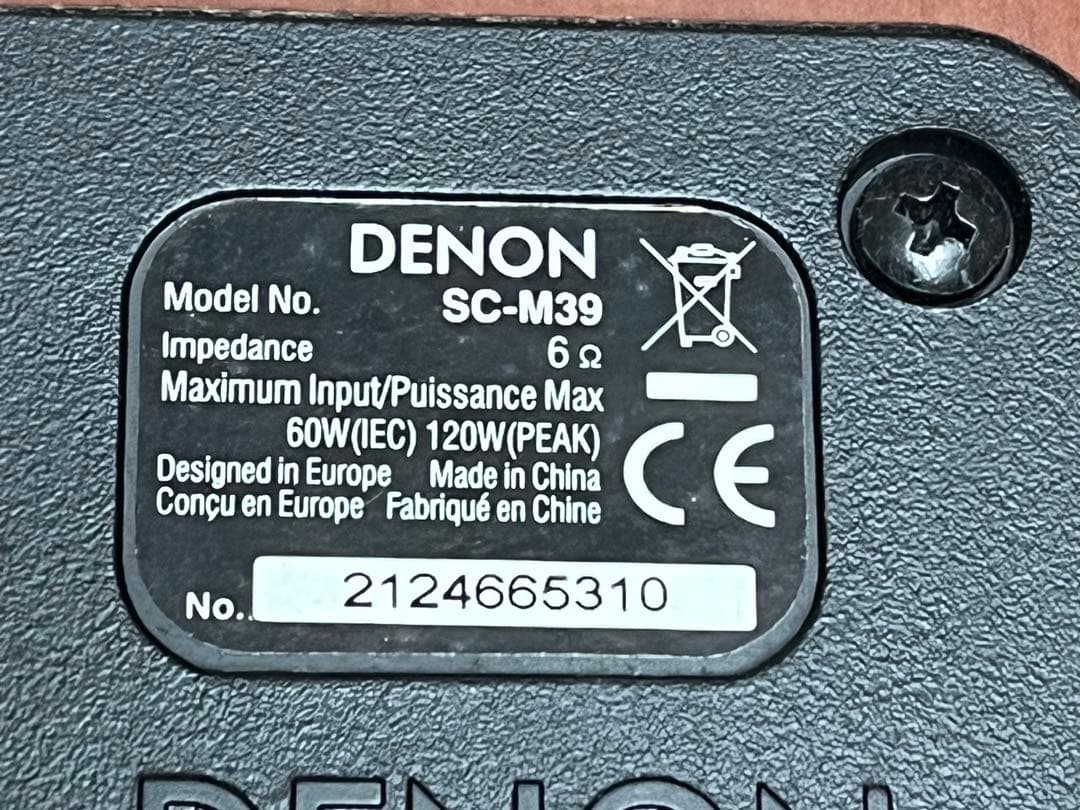 DENON
Model No. SC-M39
Impedance 6 Ω
Maximum Input/Puissance Max
60W(IEC) 120W(PEAK)
Designed in Europe Made in China
Conçu en Europe Fabriqué en Chine
CE
No.. 2124665310
DENON